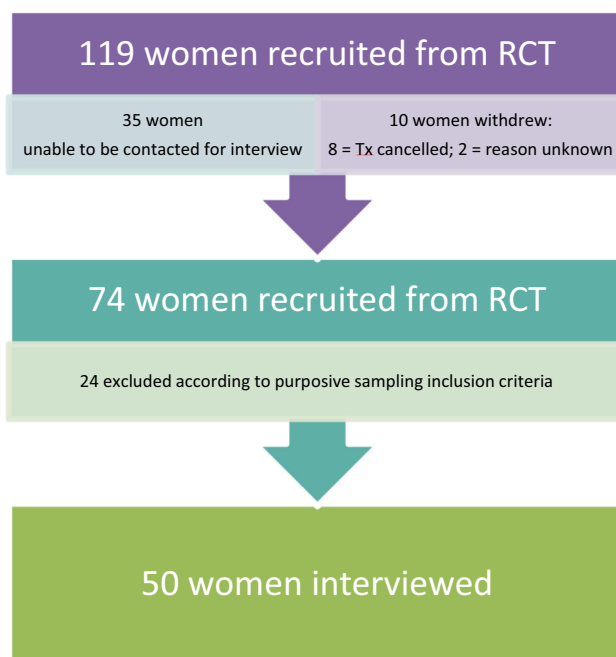 119 women recruited from RCT
35 women
unable to be contacted for interview
10 women withdrew:
8 = Tx cancelled; 2 = reason unknown
74 women recruited from RCT
24 excluded according to purposive sampling inclusion criteria
50 women interviewed